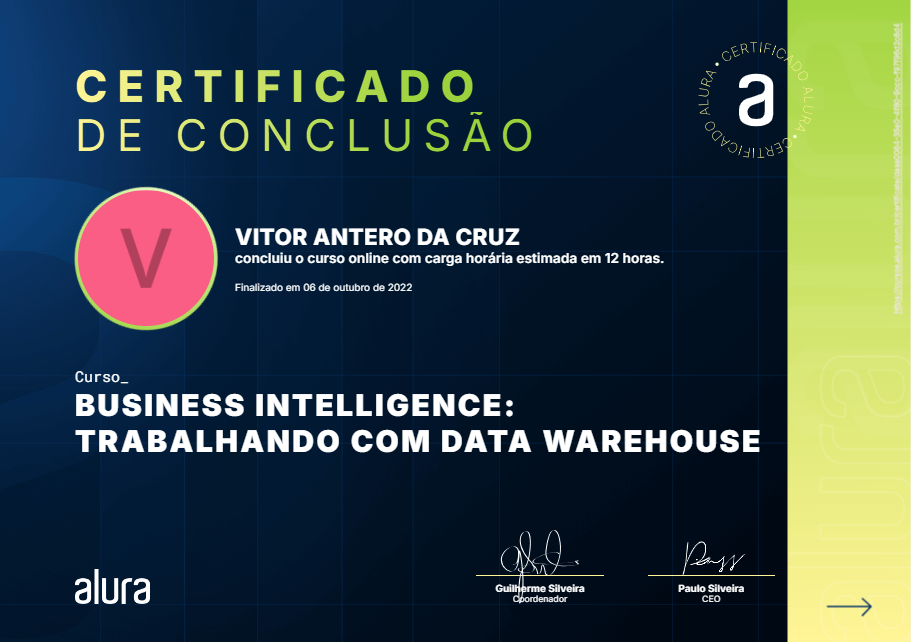 CERTIFICADO
DE CONCLUSÃO
CERTIFICADO ALURA • CERTIFICADO ALURA •
a
V
VITOR ANTERO DA CRUZ
concluiu o curso online com carga horária estimada em 12 horas.
Finalizado em 06 de outubro de 2022
Curso_
BUSINESS INTELLIGENCE:
TRABALHANDO COM DATA WAREHOUSE
alura
Guilherme Silveira
Coordenador
Paulo Silveira
CEO